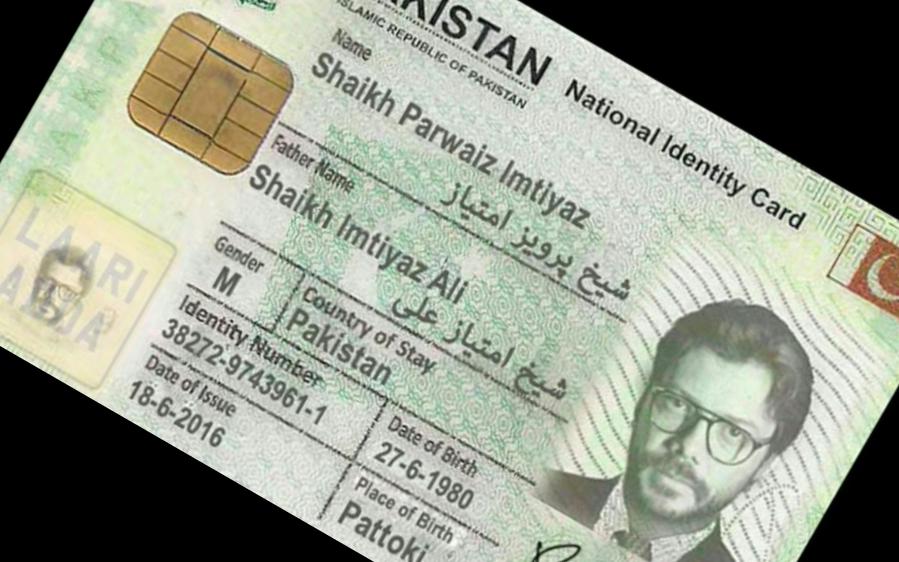 ISLAMIC REPUBLIC OF PAKISTAN
National Identity Card
Name
Shaikh Parwaiz Imtiyaz
شیخ پرویز امتیاز
Father Name
Shaikh Imtiyaz Ali
شیخ امتیاز علی
Gender
M
Country of Stay
Pakistan
Identity Number
38272-9743961-1
Date of Birth
27-6-1980
Date of Issue
18-6-2016
Place of Birth
Pattoki
LAARI
ADDA